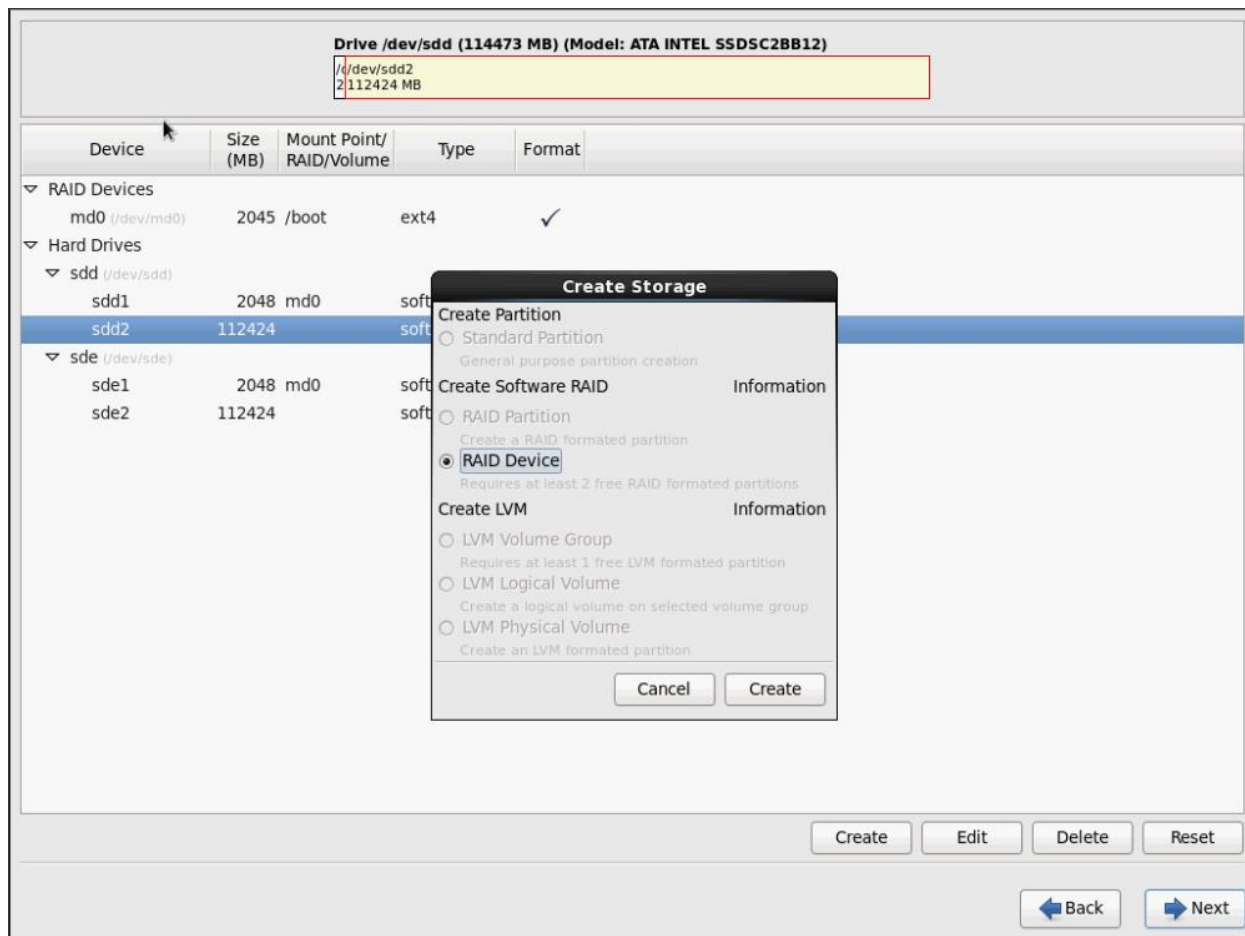 Drive /dev/sdd (114473 MB) (Model: ATA INTEL SSDSC2BB12)
/dev/sdd2
2 112424 MB
Device Size (MB) Mount Point/ RAID/Volume Type Format
RAID Devices
md0 (/dev/md0) 2045 /boot ext4 ✓
Hard Drives
sdd (/dev/sdd)
sdd1 2048 md0 soft
sdd2 112424 soft
sde (/dev/sde)
sde1 2048 md0 soft
sde2 112424 soft
Create Storage
Create Partition
Standard Partition
General purpose partition creation
Create Software RAID Information
RAID Partition
Create a RAID formated partition
RAID Device
Requires at least 2 free RAID formated partitions
Create LVM Information
LVM Volume Group
Requires at least 1 free LVM formated partition
LVM Logical Volume
Create a logical volume on selected volume group
LVM Physical Volume
Create an LVM formated partition
Cancel Create
Create Edit Delete Reset
Back Next